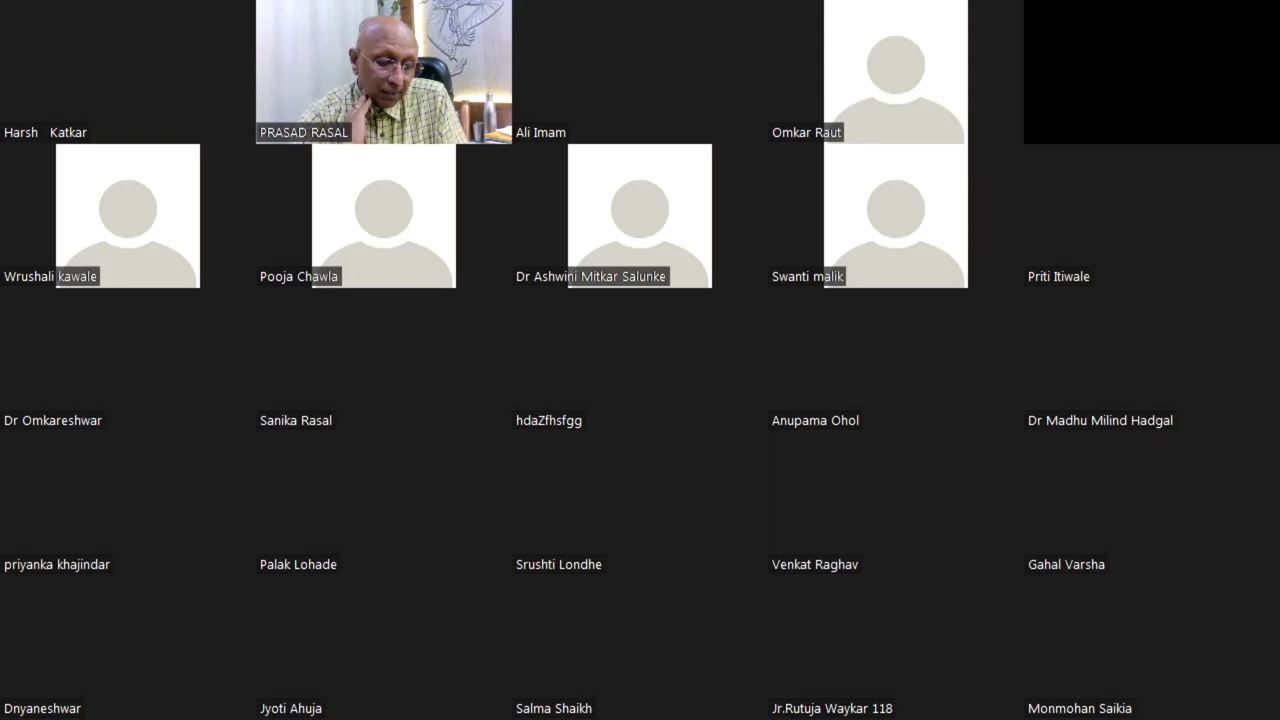 Harsh Katkar
PRASAD RASAL
Ali Imam
Omkar Raut
Wrushali kawale
Pooja Chawla
Dr Ashwini Mitkar Salunke
Swanti malik
Priti Itiwale
Dr Omkareshwar
Sanika Rasal
hdaZfhsfgg
Anupama Ohol
Dr Madhu Milind Hadgal
priyanka khajindar
Palak Lohade
Srushti Londhe
Venkat Raghav
Gahal Varsha
Dnyaneshwar
Jyoti Ahuja
Salma Shaikh
Jr.Rutuja Waykar 118
Monmohan Saikia